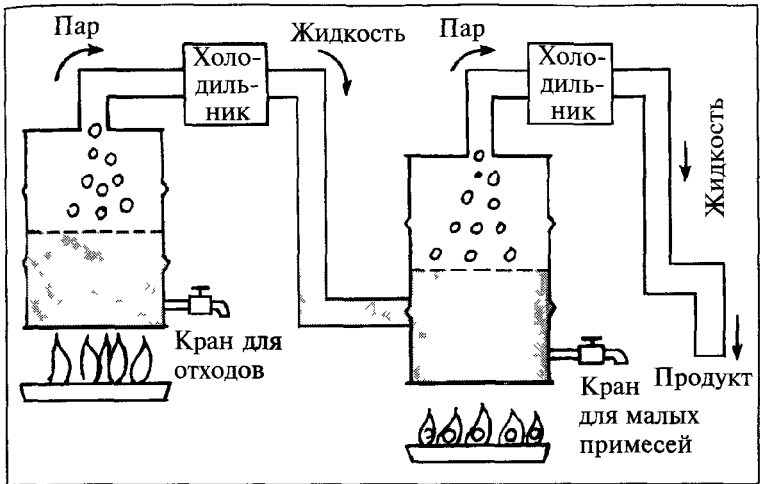 Пар
Холо-
диль-
ник
Жидкость
Пар
Холо-
диль-
ник
Жидкость
Кран для
отходов
Кран
для малых
примесей
Продукт